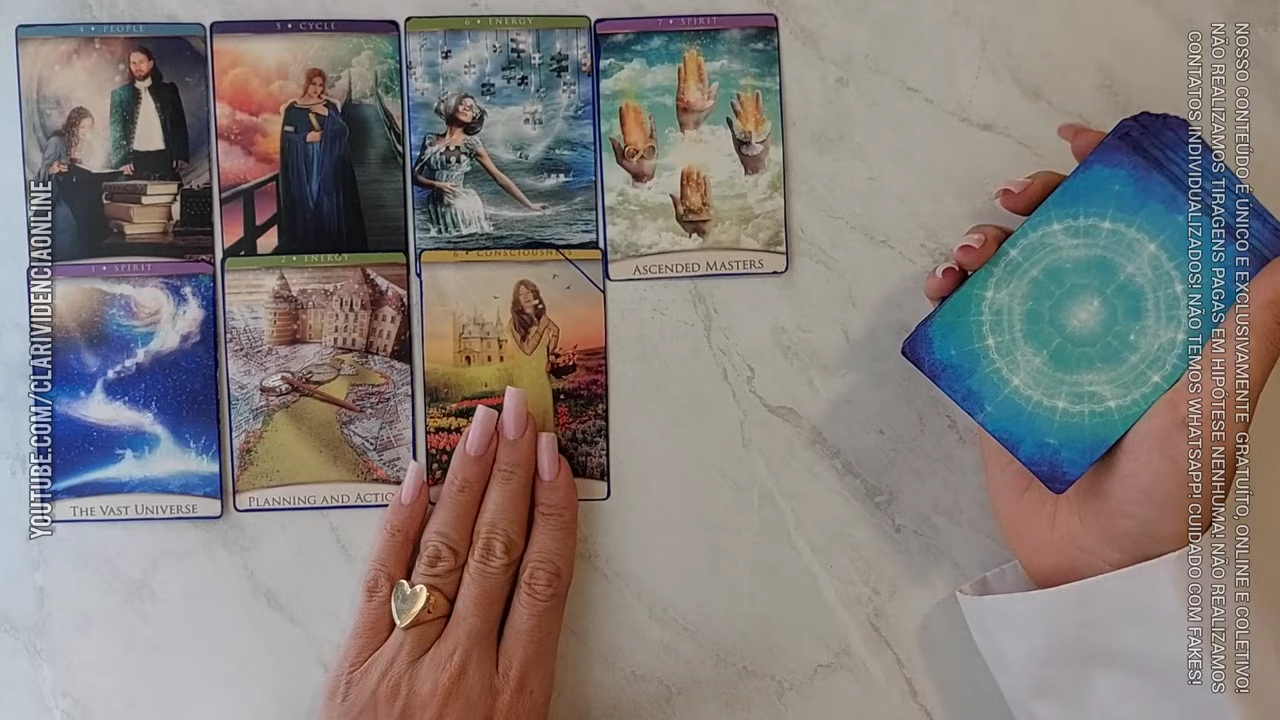 4 • PEOPLE
5 • CYCLE
6 • ENERGY
7 • SPIRIT
ASCENDED MASTERS
1 • SPIRIT
2 • ENERGY
6 • CONSCIOUSNESS
THE VAST UNIVERSE
PLANNING AND ACTIO
YOUTUBE.COM/CLARIVIDENCIAONLINE
NOSSO CONTEÚDO É ÚNICO E EXCLUSIVAMENTE GRATUÍTO, ONLINE E COLETIVO!
NÃO REALIZAMOS TIRAGENS PAGAS EM HIPÓTESE NENHUMA! NÃO REALIZAMOS
CONTATOS INDIVIDUALIZADOS! NÃO TEMOS WHATSAPP! CUIDADO COM FAKES!